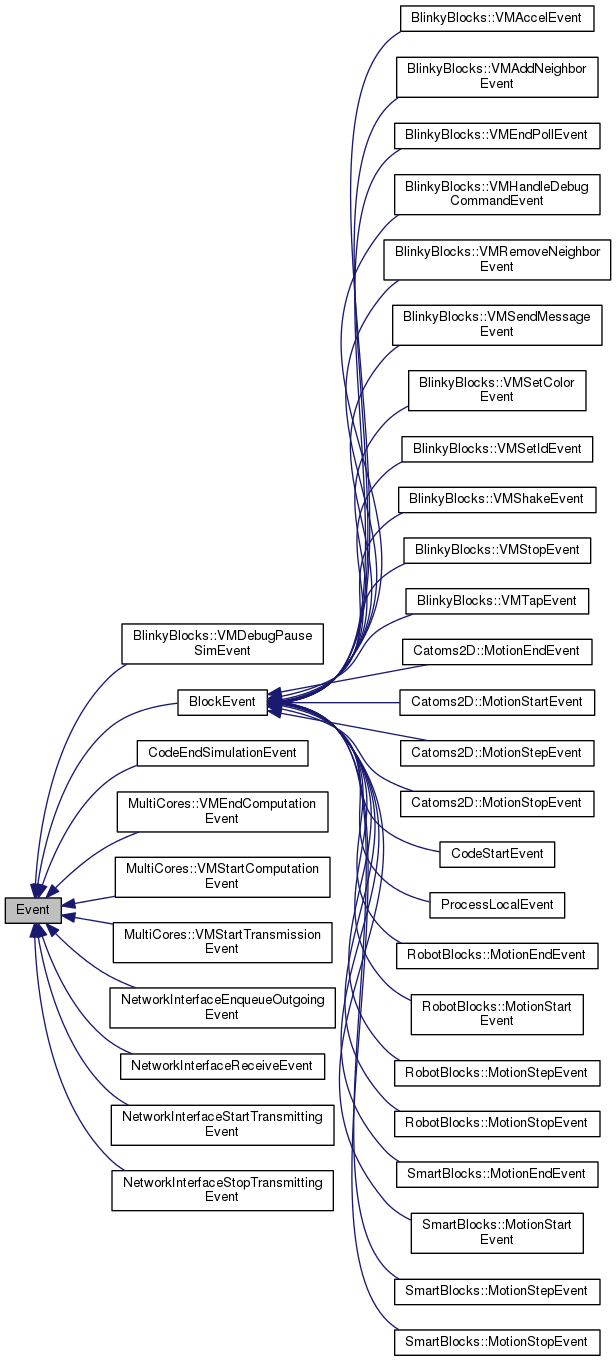 Event
BlinkyBlocks::VMDebugPause
SimEvent
BlockEvent
CodeEndSimulationEvent
MultiCores::VMEndComputation
Event
MultiCores::VMStartComputation
Event
MultiCores::VMStartTransmission
Event
NetworkInterfaceEnqueueOutgoing
Event
NetworkInterfaceReceiveEvent
NetworkInterfaceStartTransmitting
Event
NetworkInterfaceStopTransmitting
Event
BlinkyBlocks::VMAccelEvent
BlinkyBlocks::VMAddNeighbor
Event
BlinkyBlocks::VMEndPollEvent
BlinkyBlocks::VMHandleDebug
CommandEvent
BlinkyBlocks::VMRemoveNeighbor
Event
BlinkyBlocks::VMSendMessage
Event
BlinkyBlocks::VMSetColor
Event
BlinkyBlocks::VMSetIdEvent
BlinkyBlocks::VMShakeEvent
BlinkyBlocks::VMStopEvent
BlinkyBlocks::VMTapEvent
Catoms2D::MotionEndEvent
Catoms2D::MotionStartEvent
Catoms2D::MotionStepEvent
Catoms2D::MotionStopEvent
CodeStartEvent
ProcessLocalEvent
RobotBlocks::MotionEndEvent
RobotBlocks::MotionStart
Event
RobotBlocks::MotionStepEvent
RobotBlocks::MotionStopEvent
SmartBlocks::MotionEndEvent
SmartBlocks::MotionStart
Event
SmartBlocks::MotionStepEvent
SmartBlocks::MotionStopEvent